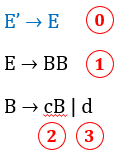 E' → E 0
E → BB 1
B → cB | d
2 3